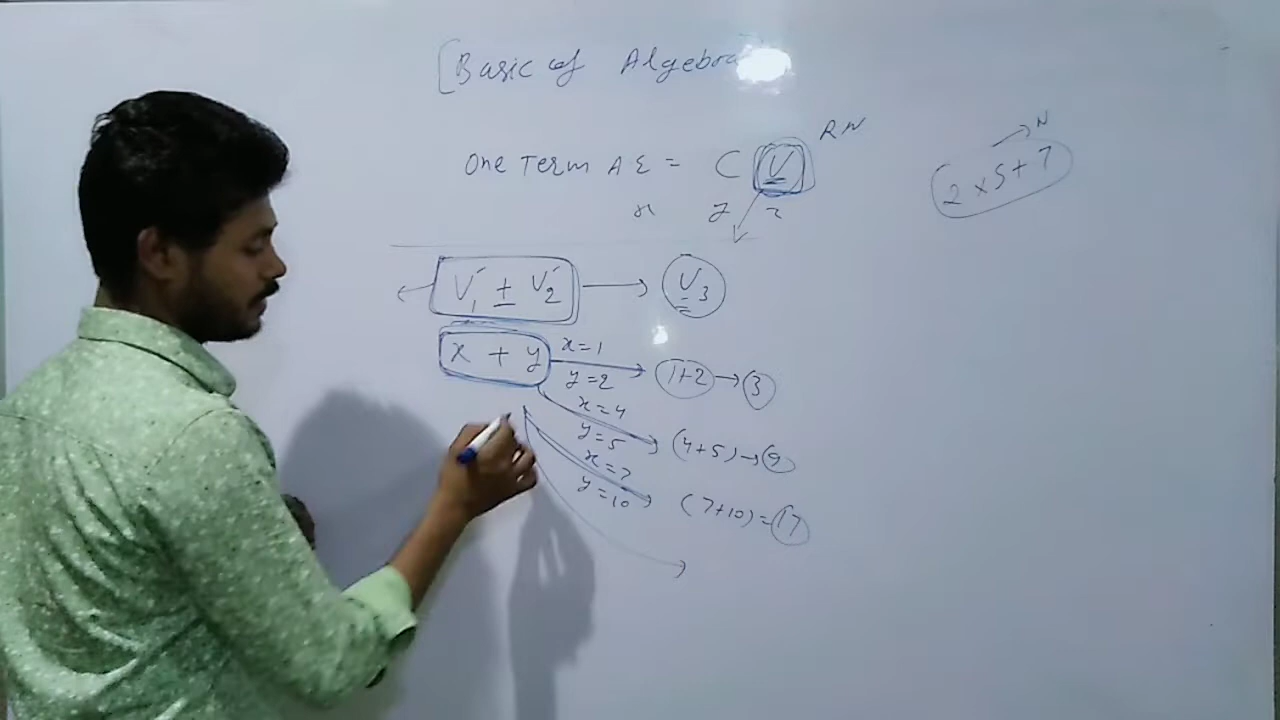 [Basic of Algebra
One Term A E = C V
R N
x y z
2 × 5 + 7 → N
V₁ ± V₂ → V₃
x + y
x = 1
y = 2
1+2 → 3
x = 4
y = 5
(4+5) → 9
x = 7
y = 10
(7+10) = 17